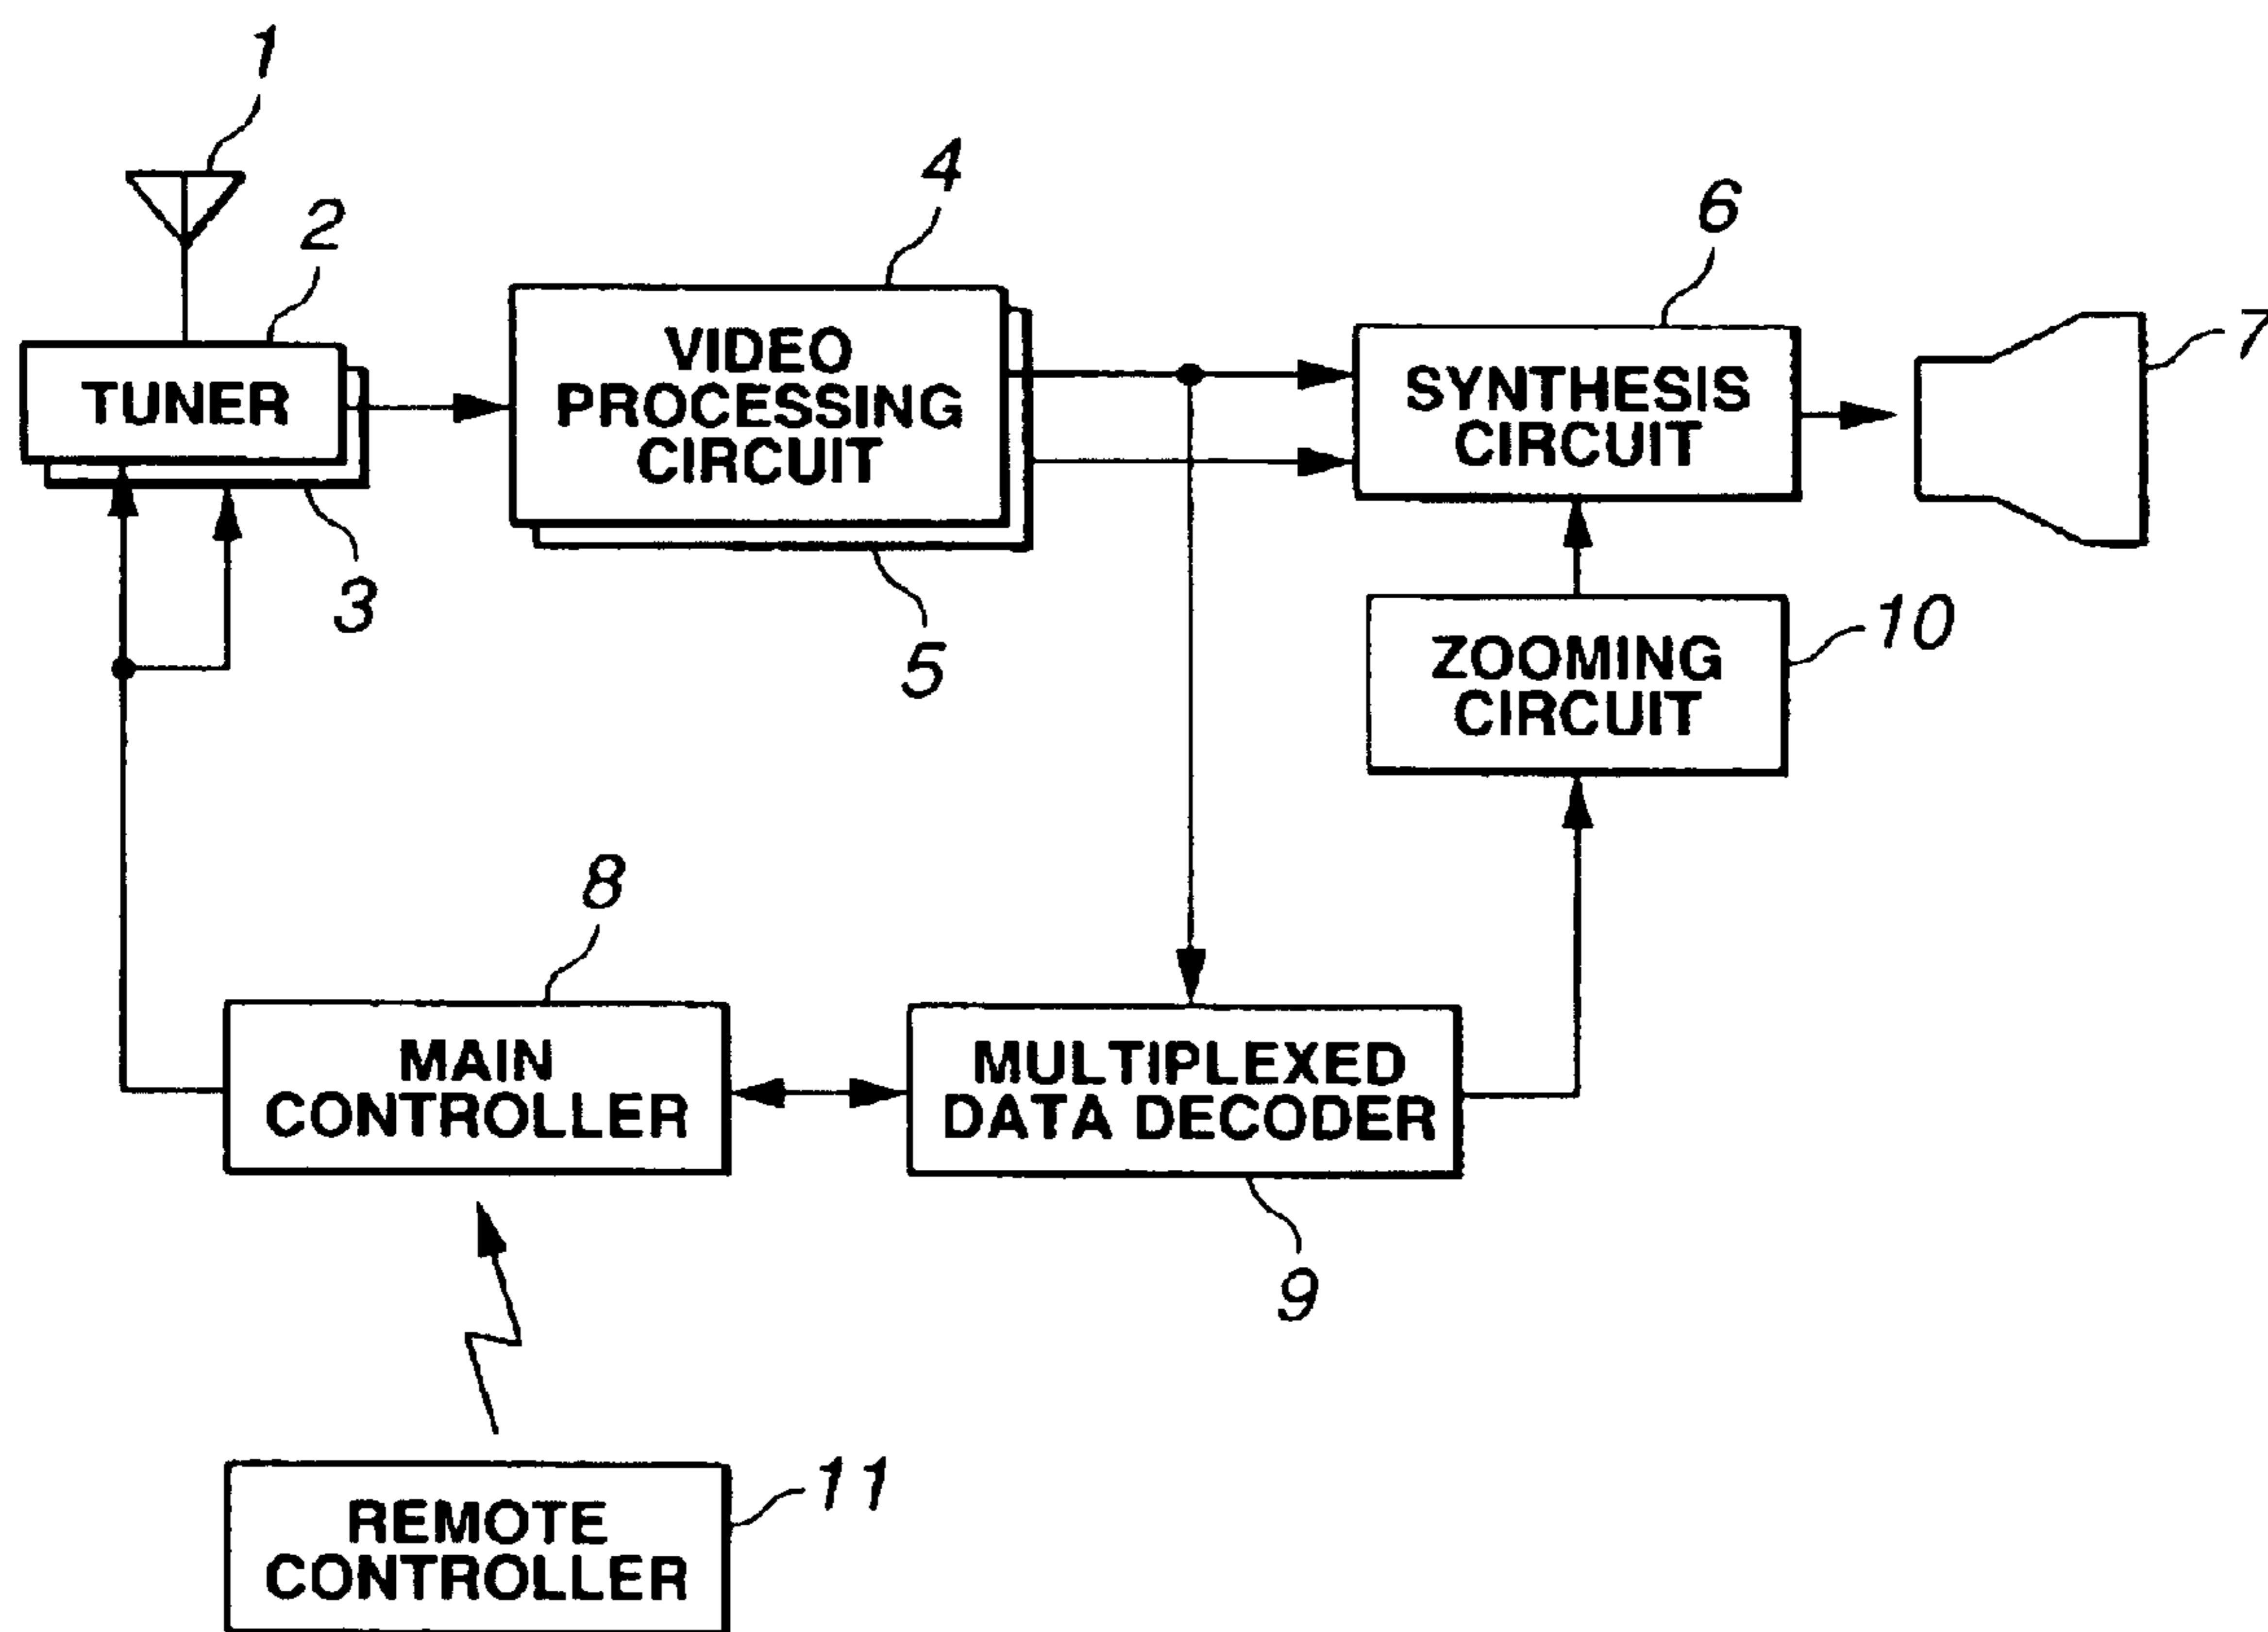 1
2
TUNER
3
4
VIDEO
PROCESSING
CIRCUIT
5
6
SYNTHESIS
CIRCUIT
7
ZOOMING
CIRCUIT
10
8
MAIN
CONTROLLER
MULTIPLEXED
DATA DECODER
9
REMOTE
CONTROLLER
11